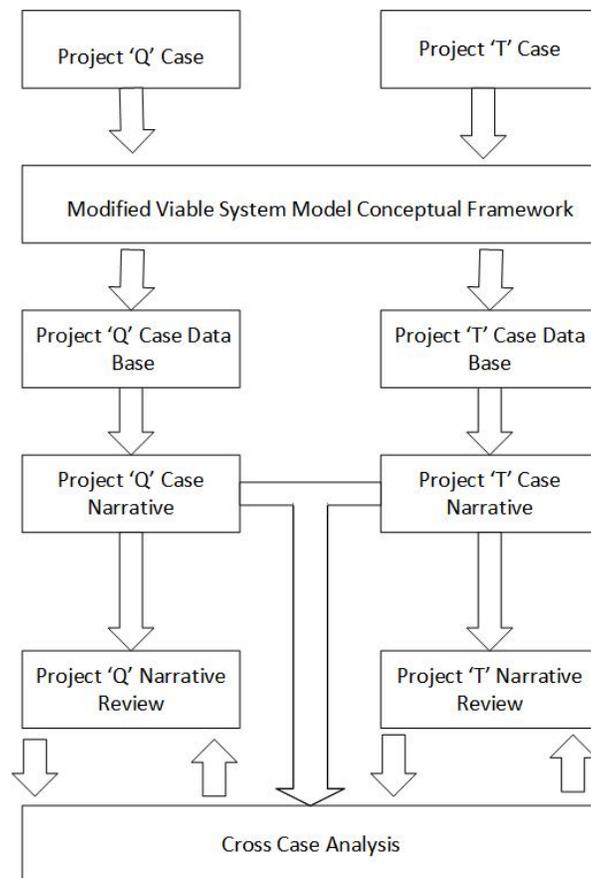 Project ‘Q’ Case
Project ‘T’ Case
Modified Viable System Model Conceptual Framework
Project ‘Q’ Case Data
Base
Project ‘T’ Case Data
Base
Project ‘Q’ Case
Narrative
Project ‘T’ Case
Narrative
Project ‘Q’ Narrative
Review
Project ‘T’ Narrative
Review
Cross Case Analysis